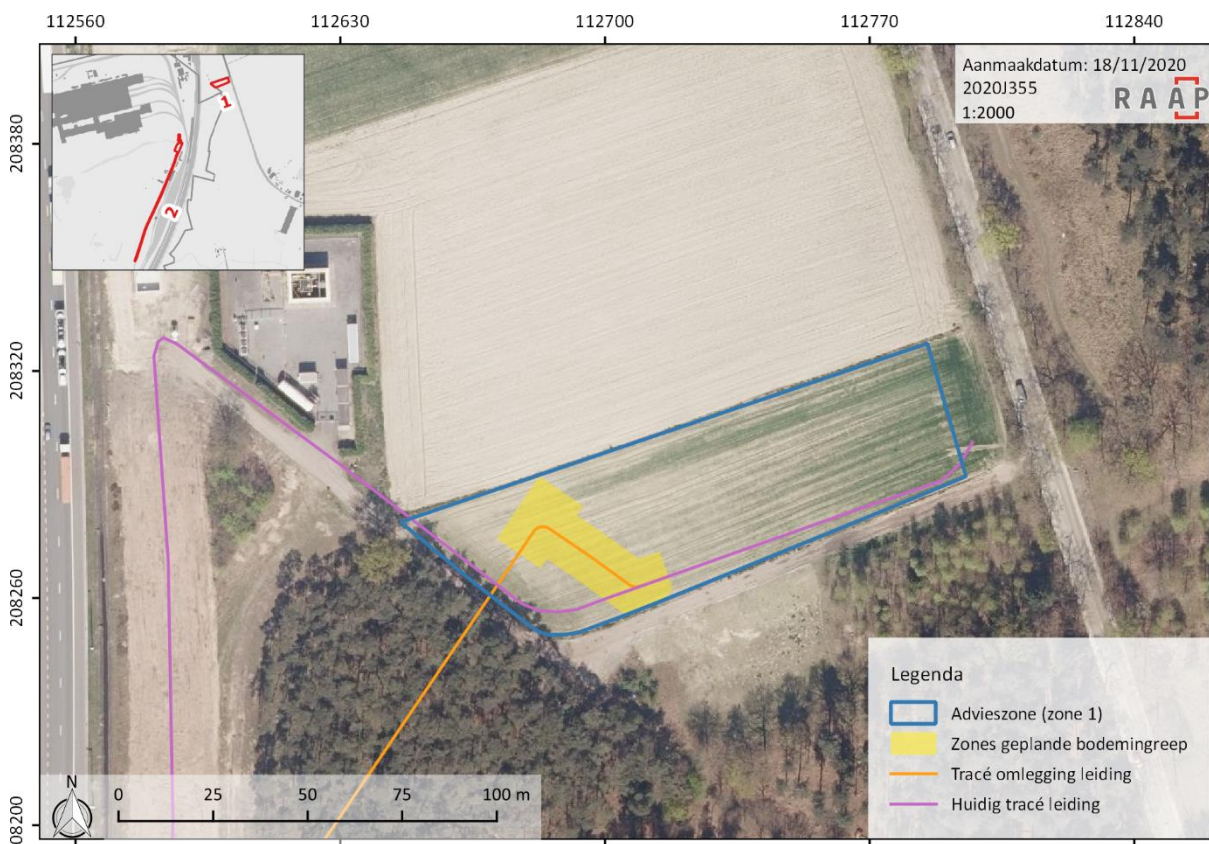 112560 112630 112700 112770 112840
Aanmaakdatum: 18/11/2020
2020J355
1:2000
RAAP
1
2
208380
208320
208260
208200
Legenda
Advieszone (zone 1)
Zones geplande bodemingreep
Tracé omlegging leiding
Huidig tracé leiding
N
0 25 50 75 100 m